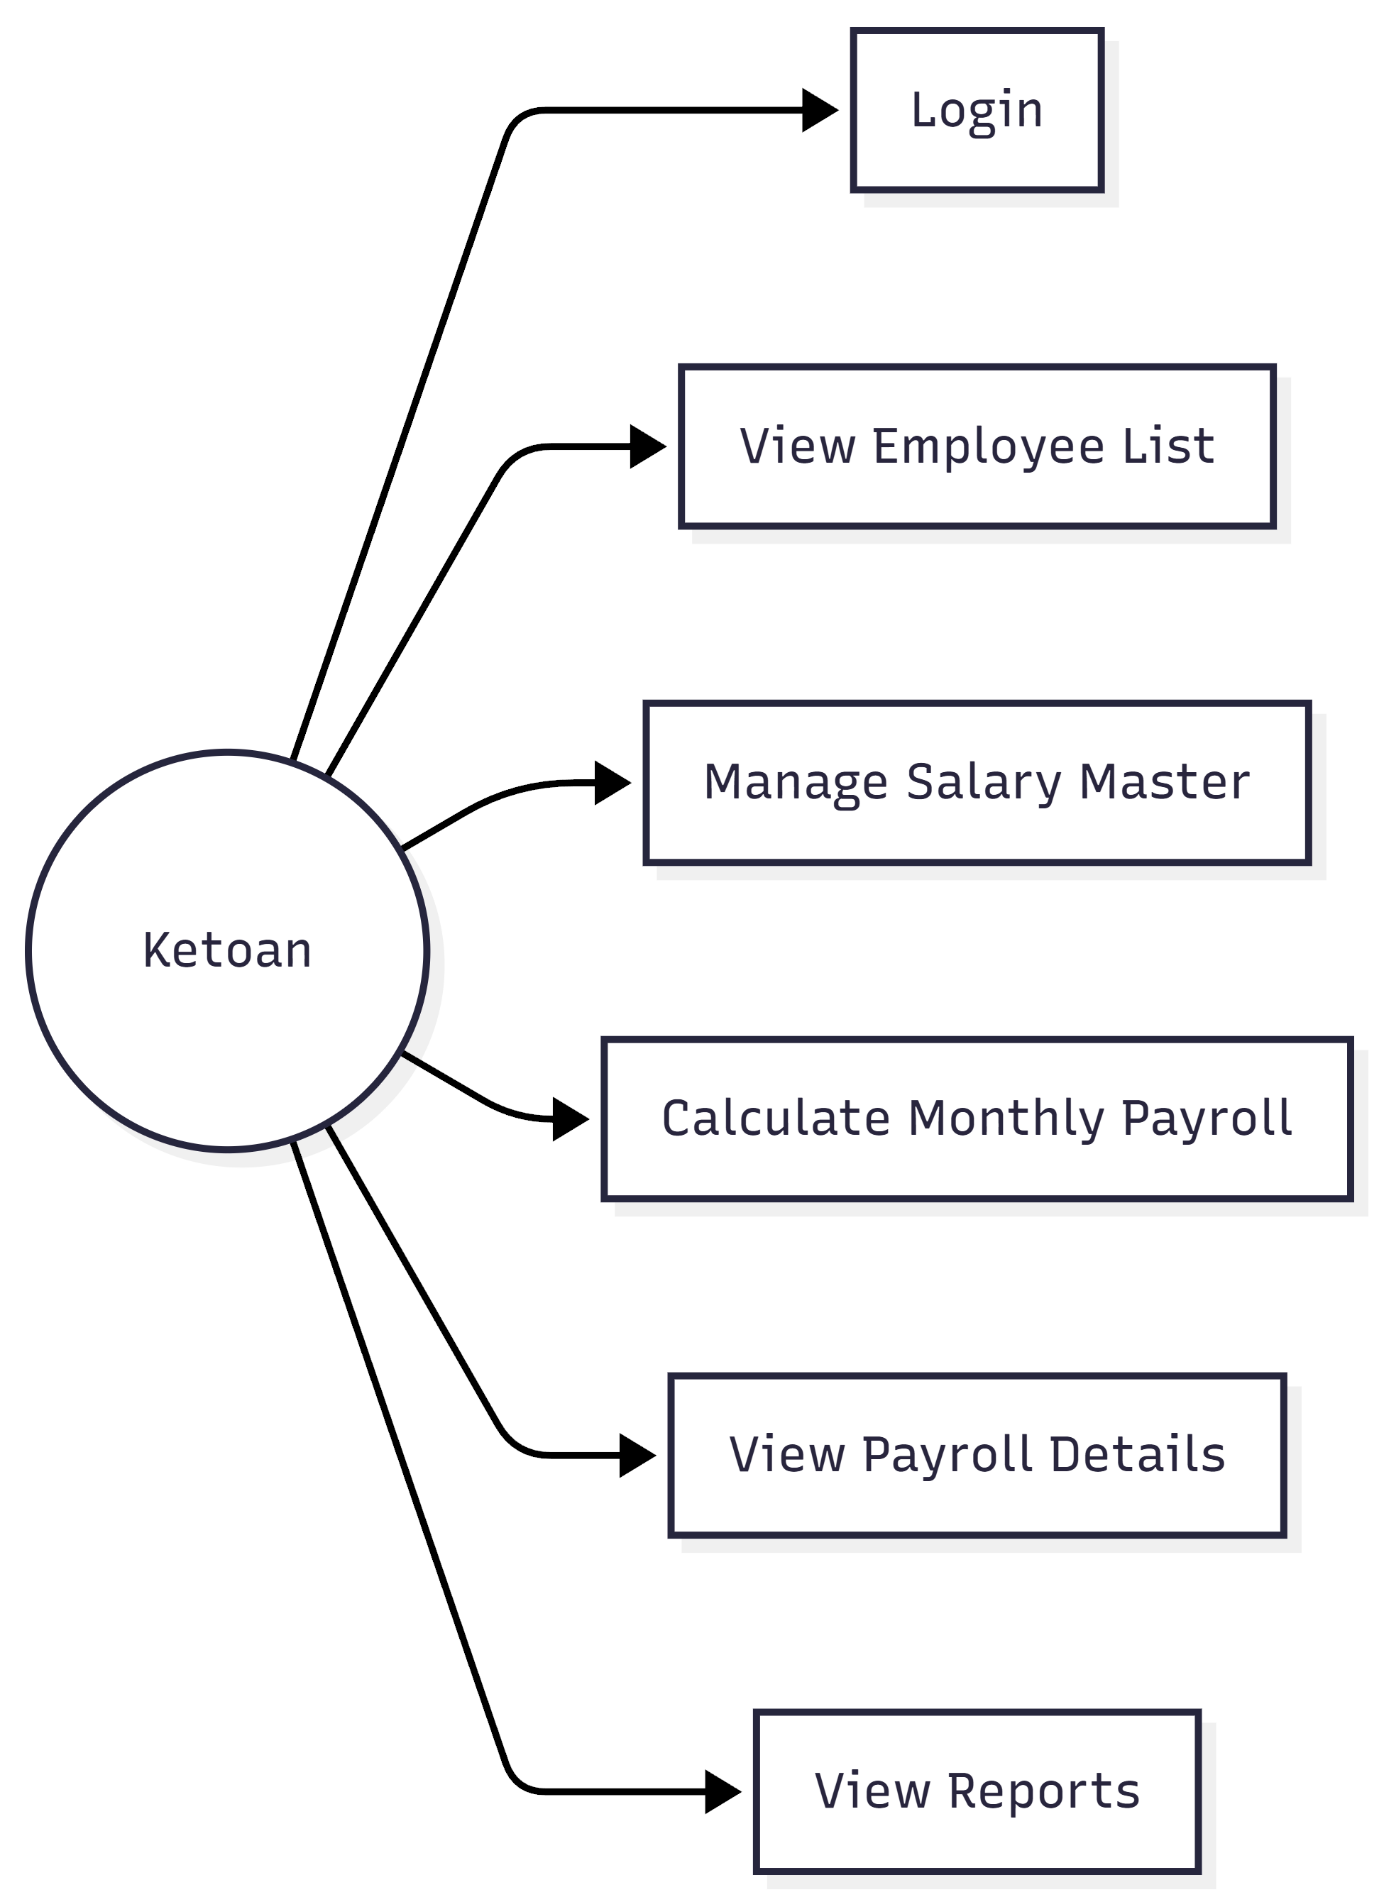 Login
View Employee List
Manage Salary Master
Ketoan
Calculate Monthly Payroll
View Payroll Details
View Reports